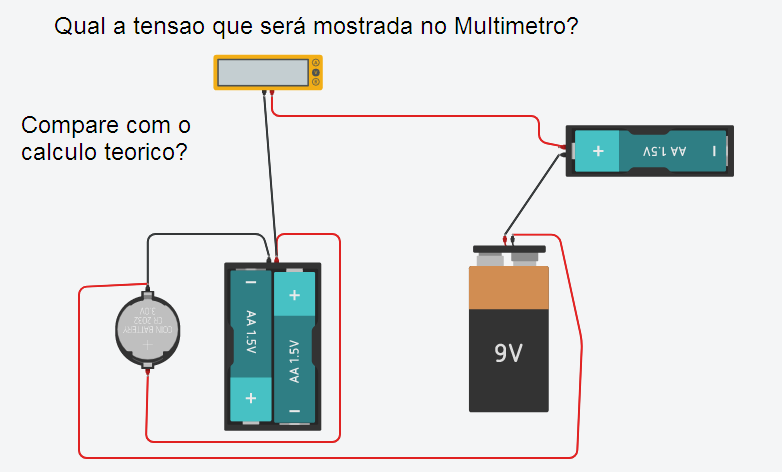 Qual a tensao que será mostrada no Multimetro?
A
V
R
Compare com o
calculo teorico?
+
AA 1.5V
−
COIN BATTERY
CR 2032
3.0V
+
−
AA 1.5V
+
+
AA 1.5V
−
9V